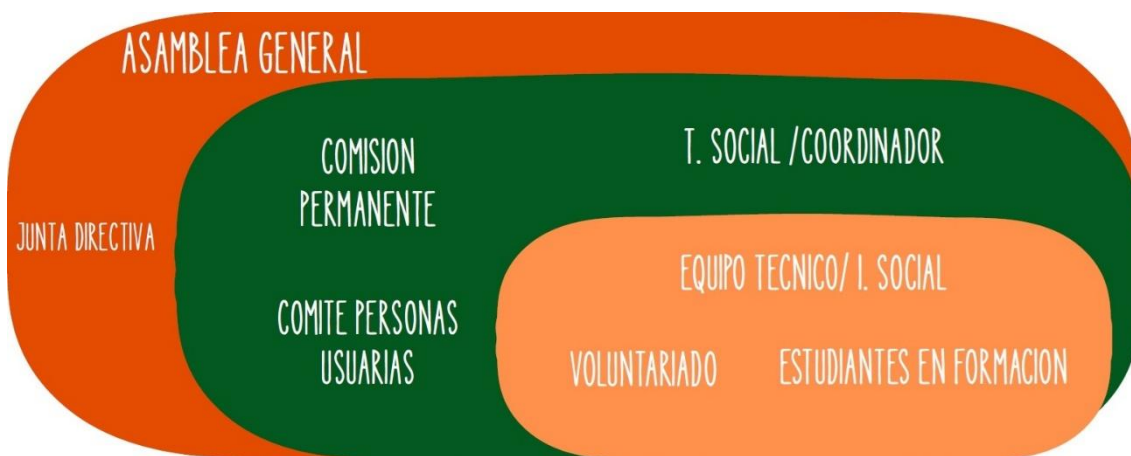 ASAMBLEA GENERAL
COMISION
PERMANENTE
T. SOCIAL /COORDINADOR
JUNTA DIRECTIVA
EQUIPO TECNICO/ I. SOCIAL
COMITE PERSONAS
USUARIAS
VOLUNTARIADO
ESTUDIANTES EN FORMACION